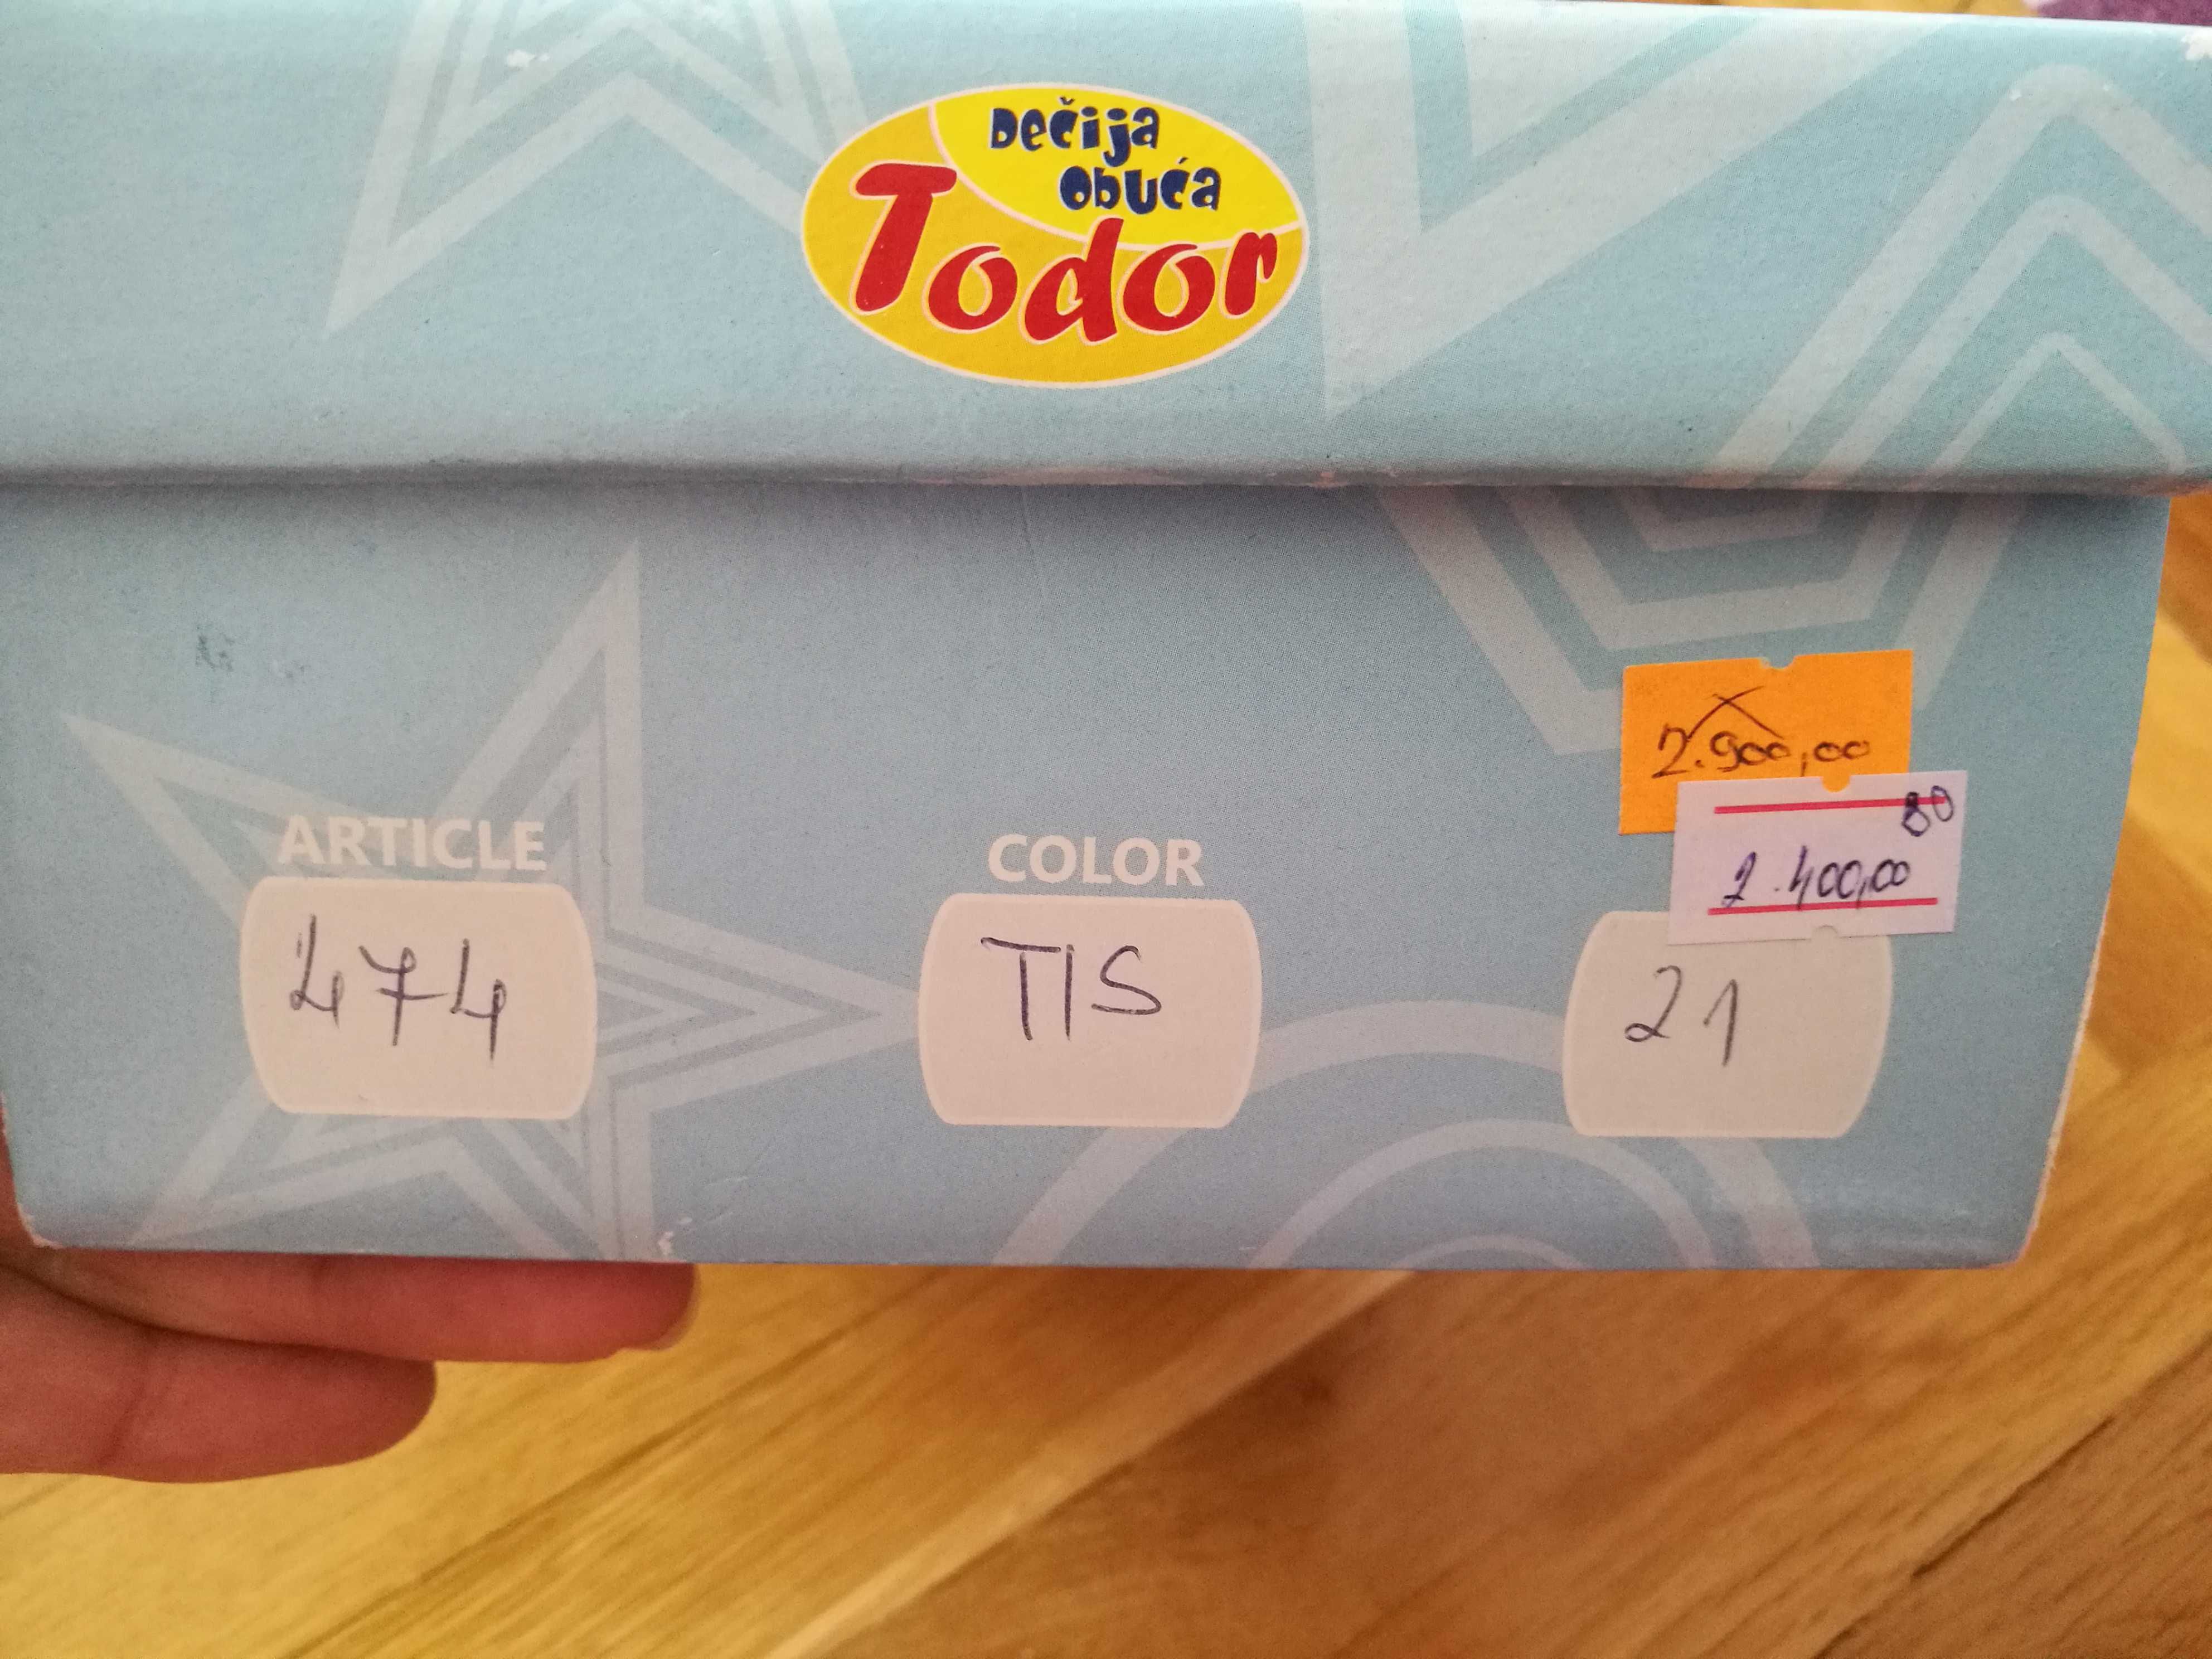 Dečija
Obuća
Todor
2.900,00
80
2.400,00
ARTICLE
COLOR
474
TIS
21